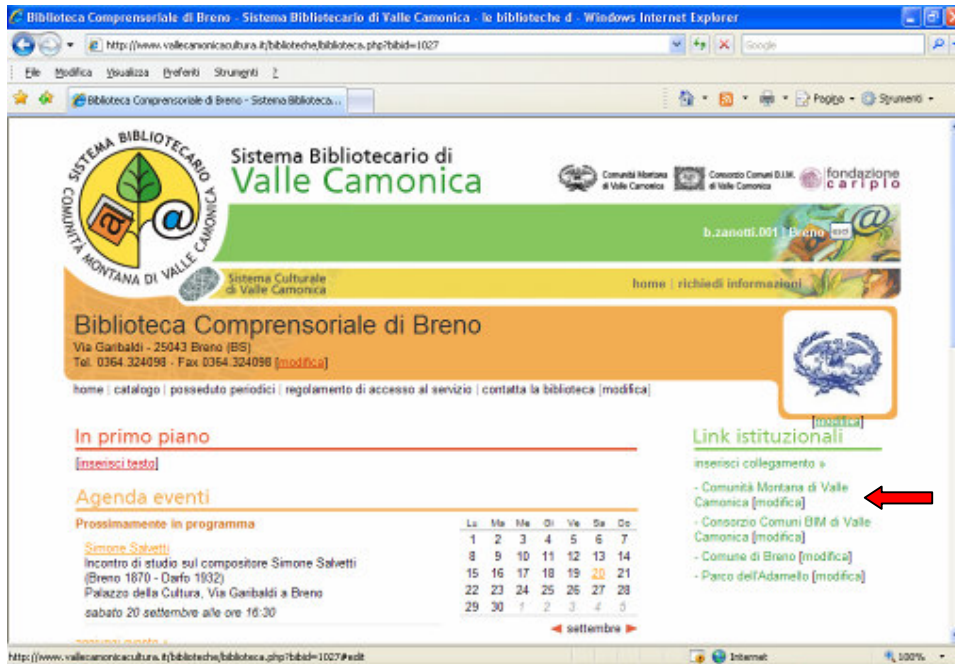 Biblioteca Comprensoriale di Breno - Sistema Bibliotecario di Valle Camonica - le biblioteche d - Windows Internet Explorer
http://www.vallecamonicacultura.it/biblioteche/biblioteca.php?bibid=1027
Google
File Modifica Visualizza Preferiti Strumenti ?
Biblioteca Comprensoriale di Breno - Sistema Biblioteca...
Pagina
Strumenti
SISTEMA BIBLIOTECARIO
COMUNITÀ MONTANA DI VALLE CAMONICA
a @
Sistema Bibliotecario di
Valle Camonica
Comunità Montana
di Valle Camonica
Consorzio Comuni B.I.M.
di Valle Camonica
fondazione
cariplo
b.zanotti.001 | Breno esci
Sistema Culturale
di Valle Camonica
home | richiedi informazioni
Biblioteca Comprensoriale di Breno
Via Garibaldi - 25043 Breno (BS)
Tel. 0364.324098 - Fax 0364.324098 [modifica]
home | catalogo | posseduto periodici | regolamento di accesso al servizio | contatta la biblioteca [modifica]
[modifica]
In primo piano
[inserisci testo]
Agenda eventi
Prossimamente in programma
Simone Salvetti
Incontro di studio sul compositore Simone Salvetti
(Breno 1870 - Darfo 1932)
Palazzo della Cultura, Via Garibaldi a Breno
sabato 20 settembre alle ore 16:30
Lu Ma Me Gi Ve Sa Do
1 2 3 4 5 6 7
8 9 10 11 12 13 14
15 16 17 18 19 20 21
22 23 24 25 26 27 28
29 30 1 2 3 4 5
settembre
Link istituzionali
inserisci collegamento »
- Comunità Montana di Valle
Camonica [modifica]
- Consorzio Comuni BIM di Valle
Camonica [modifica]
- Comune di Breno [modifica]
- Parco dell'Adamello [modifica]
http://www.vallecamonicacultura.it/biblioteche/biblioteca.php?bibid=1027#edit
Internet
100%